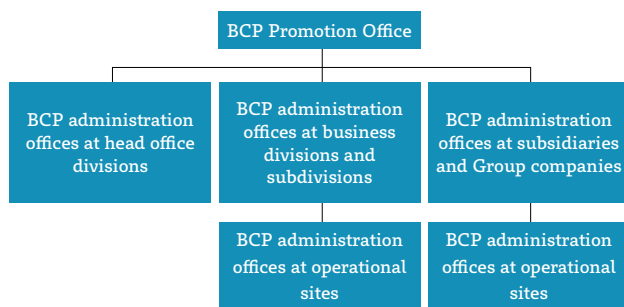 BCP Promotion Office
BCP administration
offices at head office
divisions
BCP administration
offices at business
divisions and
subdivisions
BCP administration
offices at subsidiaries
and Group companies
BCP administration
offices at operational
sites
BCP administration
offices at operational
sites